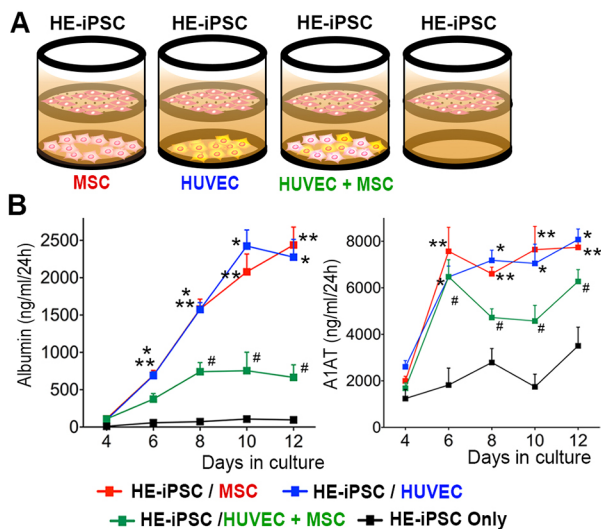 A
HE-iPSC HE-iPSC HE-iPSC HE-iPSC
MSC HUVEC HUVEC + MSC
B
Albumin (ng/ml/24h)
2500
2000
1500
1000
500
0
4 6 8 10 12
Days in culture
* ** * ** * ** ** * # # #
A1AT (ng/ml/24h)
8000
6000
4000
2000
0
4 6 8 10 12
Days in culture
** * * ** ** * * ** # # # #
HE-iPSC / MSC HE-iPSC / HUVEC
HE-iPSC /HUVEC + MSC HE-iPSC Only